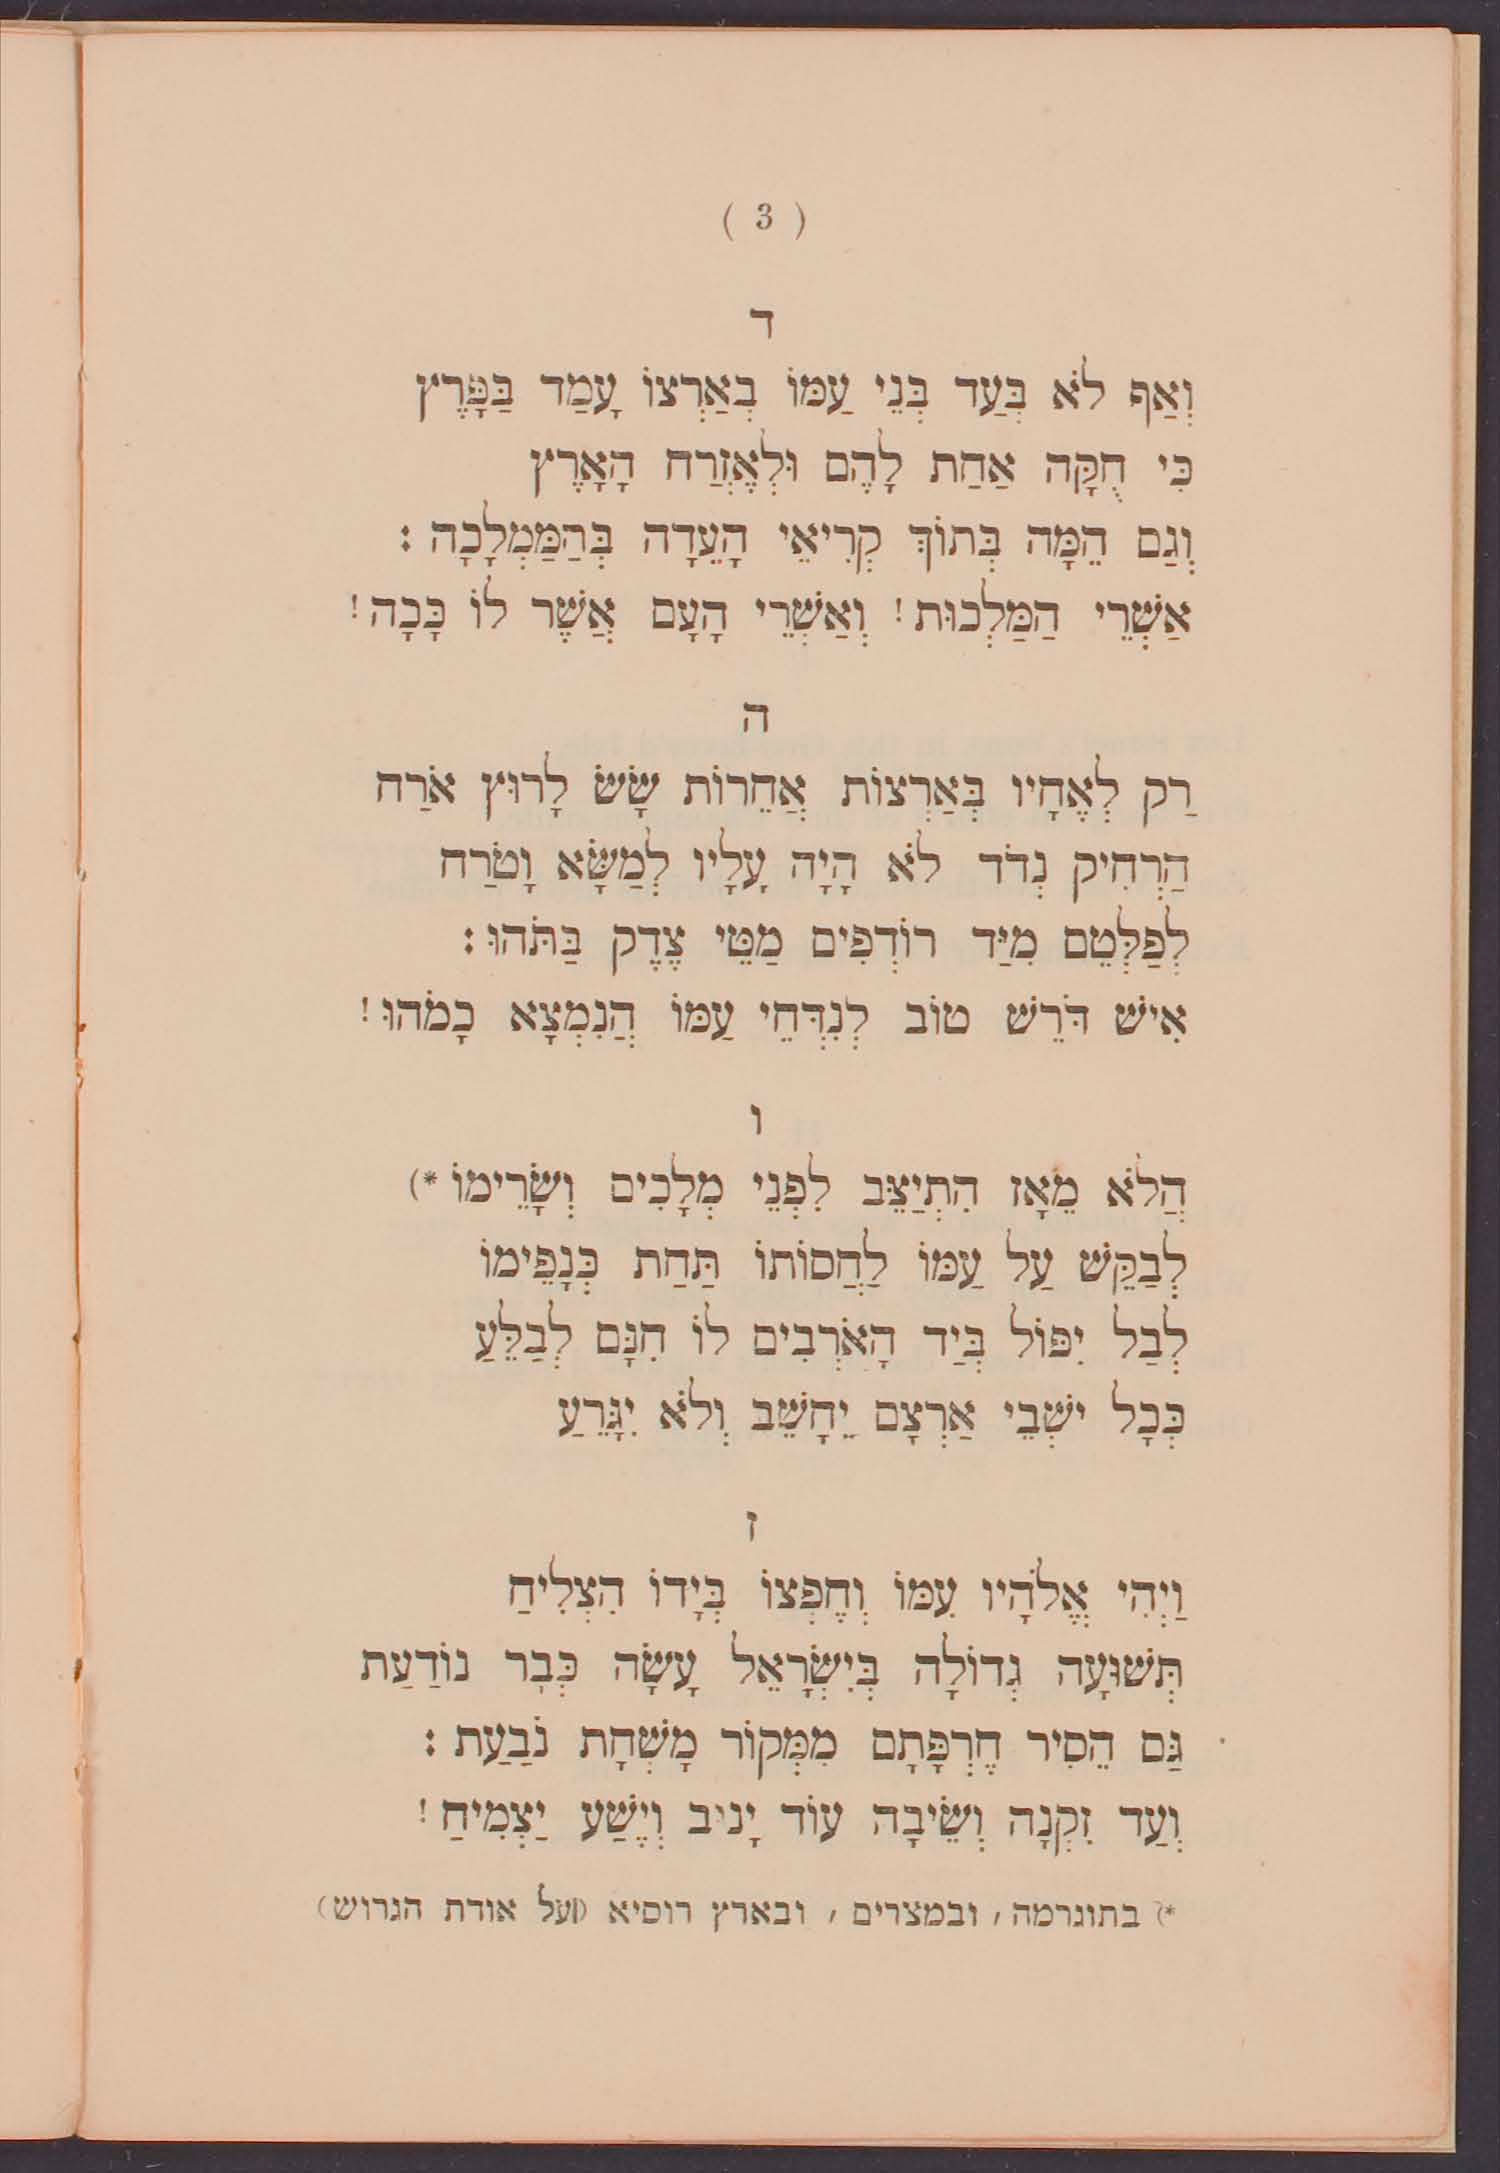 ( 3 )
ד
וְאַף לֹא בְּעַד בְּנֵי עַמּוֹ בְאַרְצוֹ עָמַד בַּפָּרֶץ
כִּי חֻקָּה אַחַת לָהֶם וּלְאֶזְרַח הָאָרֶץ
וְגַם הֵמָּה בְּתוֹךְ קְרִיאֵי הָעֵדָה בְּהַמַּמְלָכָה :
אַשְׁרֵי הַמַּלְכוּת! וְאַשְׁרֵי הָעָם אֲשֶׁר לוֹ כָּכָה!
ה
רַק לְאֶחָיו בְּאַרְצוֹת אֲחֵרוֹת שָׂשׂ לָרוּץ אֹרַח
הַרְחִיק נְדֹד לֹא הָיָה עָלָיו לְמַשָּׂא וָטֹרַח
לְפַלְּטֵם מִיַּד רוֹדְפִים מַטֵּי צֶדֶק בַּתֹּהוּ :
אִישׁ דֹּרֵשׁ טוֹב לְנִדְּחֵי עַמּוֹ הֲנִמְצָא כָמֹהוּ!
ו
הֲלֹא מֵאָז הִתְיַצֵּב לִפְנֵי מְלָכִים וְשָׂרֵימוֹ *)
לְבַקֵּשׁ עַל עַמּוֹ לַחֲסוֹתוֹ תַּחַת כְּנָפֵימוֹ
לְבַל יִפּוֹל בְּיַד הָאֹרְבִים לוֹ חִנָּם לְבַלֵּעַ
כְּכָל יֹשְׁבֵי אַרְצָם יֵחָשֵׁב וְלֹא יִגָּרֵעַ
ז
וַיְהִי אֱלֹהָיו עִמּוֹ וְחֶפְצוֹ בְּיָדוֹ הִצְלִיחַ
תְּשׁוּעָה גְדוֹלָה בְּיִשְׂרָאֵל עָשָׂה כְּבָר נוֹדַעַת
גַּם הֵסִיר חֶרְפָּתָם מִמְּקוֹר מָשְׁחָת נֹבַעַת :
וְעַד זִקְנָה וְשֵׂיבָה עוֹד יָנִיב וְיֶשַׁע יַצְמִיחַ!
*) בתוגרמה, ובמצרים, ובארץ רוסיא (ועל אודת הגרוש)